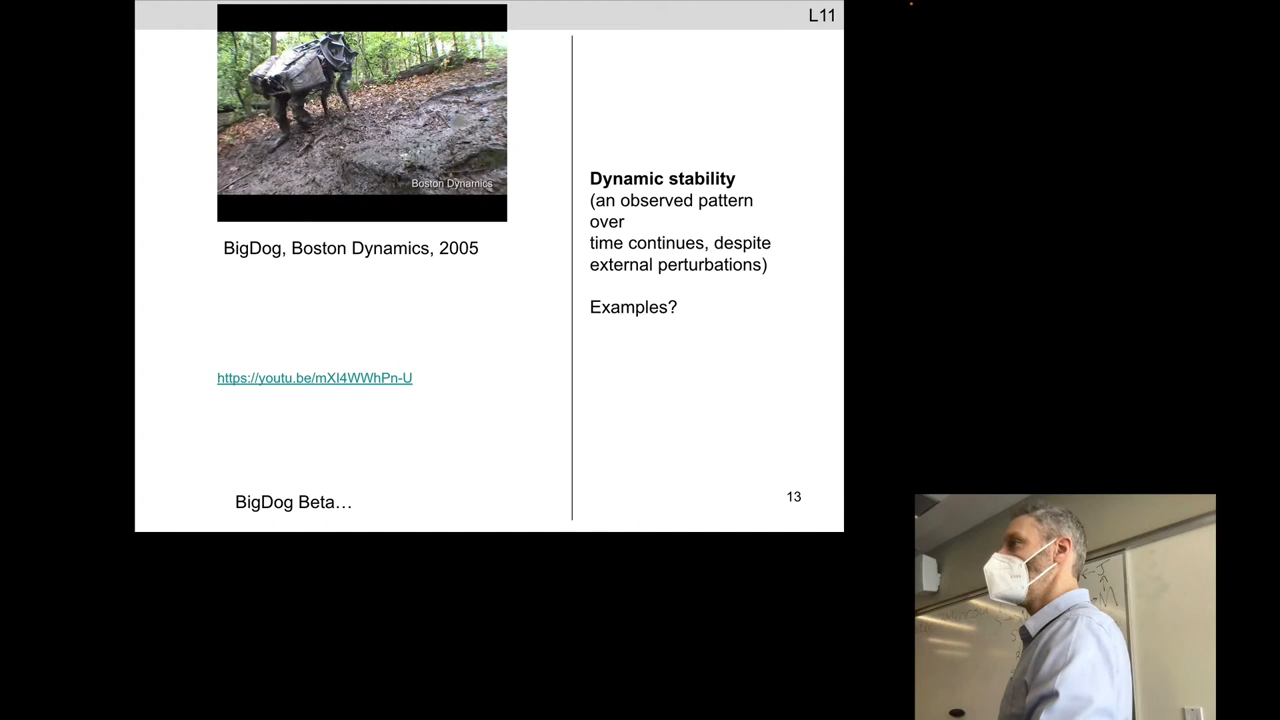 L11
Boston Dynamics
BigDog, Boston Dynamics, 2005
https://youtu.be/mXI4WWhPn-U
BigDog Beta…
Dynamic stability
(an observed pattern
over
time continues, despite
external perturbations)
Examples?
13